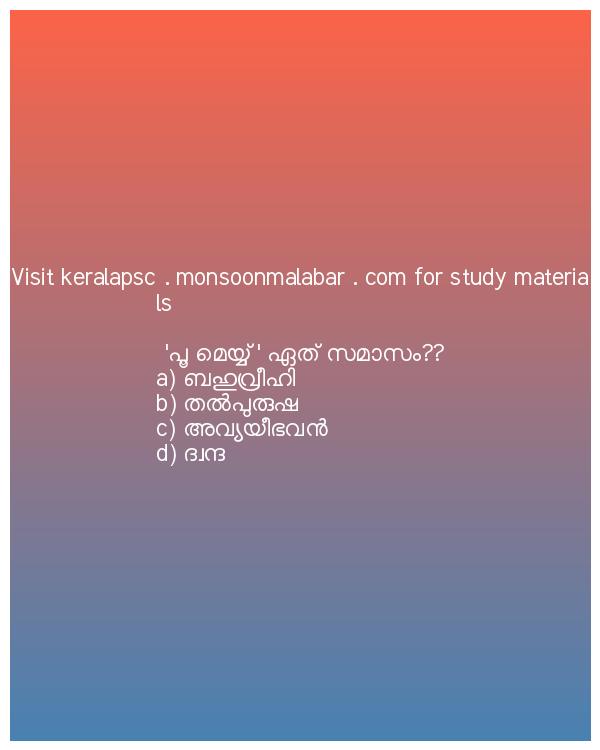 Visit keralapsc . monsoonmalabar . com for study materia
ls
'പൂ മെയ്യ് ' ഏത് സമാസം??
a) ബഹുവ്രീഹി
b) തൽപുരുഷ
c) അവ്യയീഭവൻ
d) ദ്വന്ദ